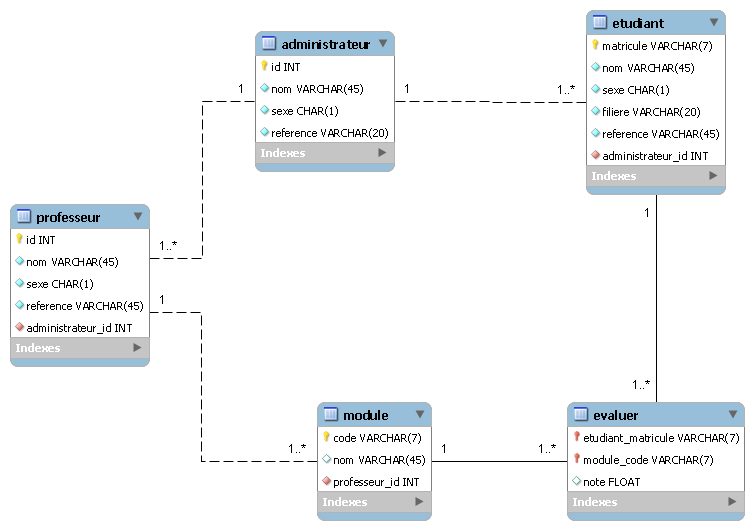 administrateur
id INT
nom VARCHAR(45)
sexe CHAR(1)
reference VARCHAR(20)
Indexes
1
1
1..*
etudiant
matricule VARCHAR(7)
nom VARCHAR(45)
sexe CHAR(1)
filiere VARCHAR(20)
reference VARCHAR(45)
administrateur_id INT
Indexes
professeur
id INT
nom VARCHAR(45)
sexe CHAR(1)
reference VARCHAR(45)
administrateur_id INT
Indexes
1..*
1
1
1..*
1..*
module
code VARCHAR(7)
nom VARCHAR(45)
professeur_id INT
Indexes
1
1..*
evaluer
etudiant_matricule VARCHAR(7)
module_code VARCHAR(7)
note FLOAT
Indexes